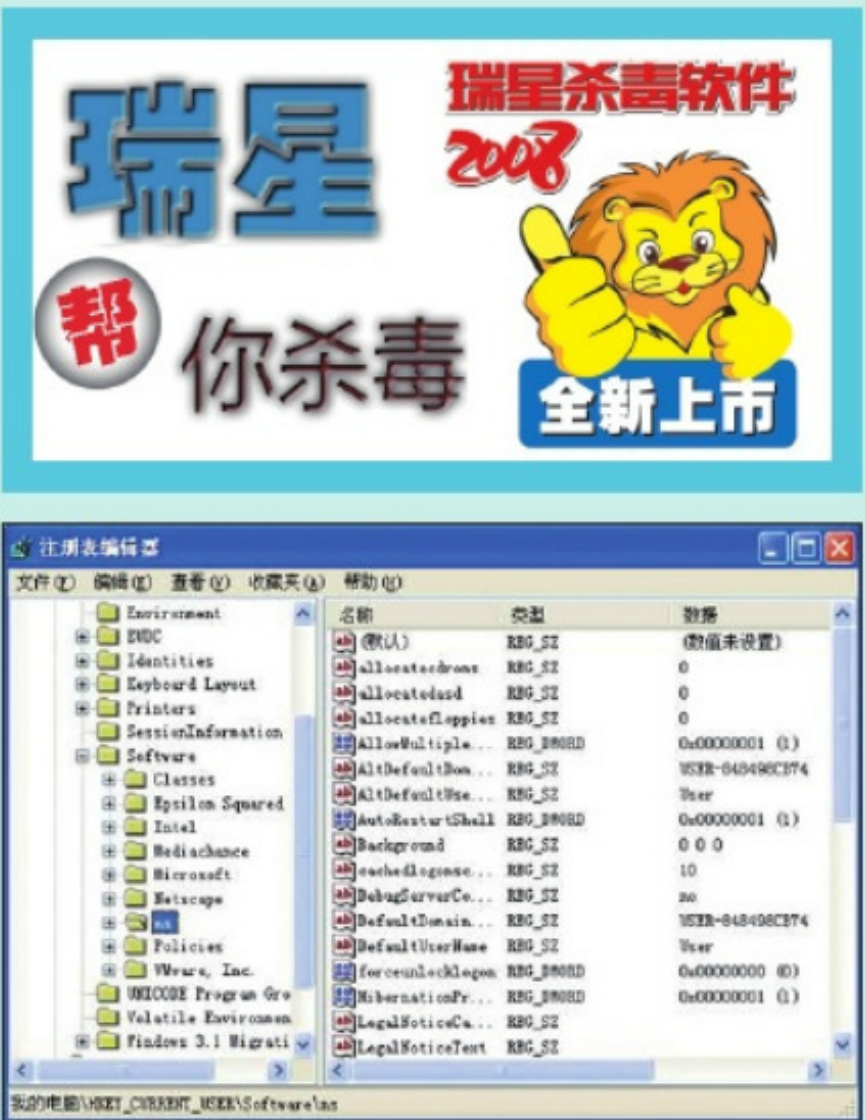 瑞星
瑞星杀毒软件
2008
帮
你杀毒
全新上市
注册表编辑器
文件(F) 编辑(E) 查看(V) 收藏夹(A) 帮助(H)
名称 类型 数据
Environment
EUDC
Identities
Keyboard Layout
Printers
SessionInformation
Software
Classes
Epsilon Squared
Intel
Mediachance
Microsoft
Netscape
ns
Policies
VMware, Inc.
UNICODE Program Gro
Volatile Environmen
Windows 3.1 Migrati
(默认) REG_SZ (数值未设置)
allocatecdroms REG_SZ 0
allocatedasd REG_SZ 0
allocatefloppies REG_SZ 0
AllowMultiple... REG_DWORD 0x00000001 (1)
AltDefaultDom... REG_SZ USER-848498CB74
AltDefaultUse... REG_SZ User
AutoRestartShell REG_DWORD 0x00000001 (1)
Background REG_SZ 0 0 0
cachedlogonsc... REG_SZ 10
DebugServerCo... REG_SZ no
DefaultDomain... REG_SZ USER-848498CB74
DefaultUserName REG_SZ User
forceunlocklogon REG_DWORD 0x00000000 (0)
HibernationPr... REG_DWORD 0x00000001 (1)
LegalNoticeCa... REG_SZ
LegalNoticeText REG_SZ
我的电脑\HKEY_CURRENT_USER\Software\ns